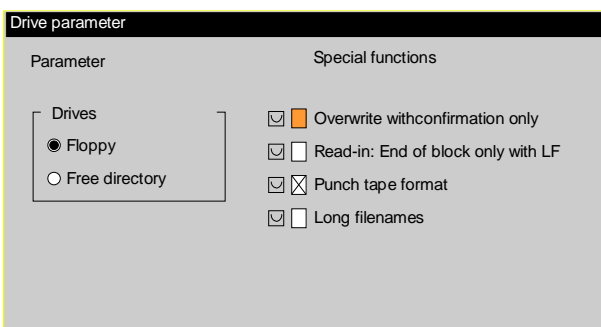 Drive parameter
Parameter
Special functions
Drives
Floppy
Free directory
Overwrite withconfirmation only
Read-in: End of block only with LF
Punch tape format
Long filenames